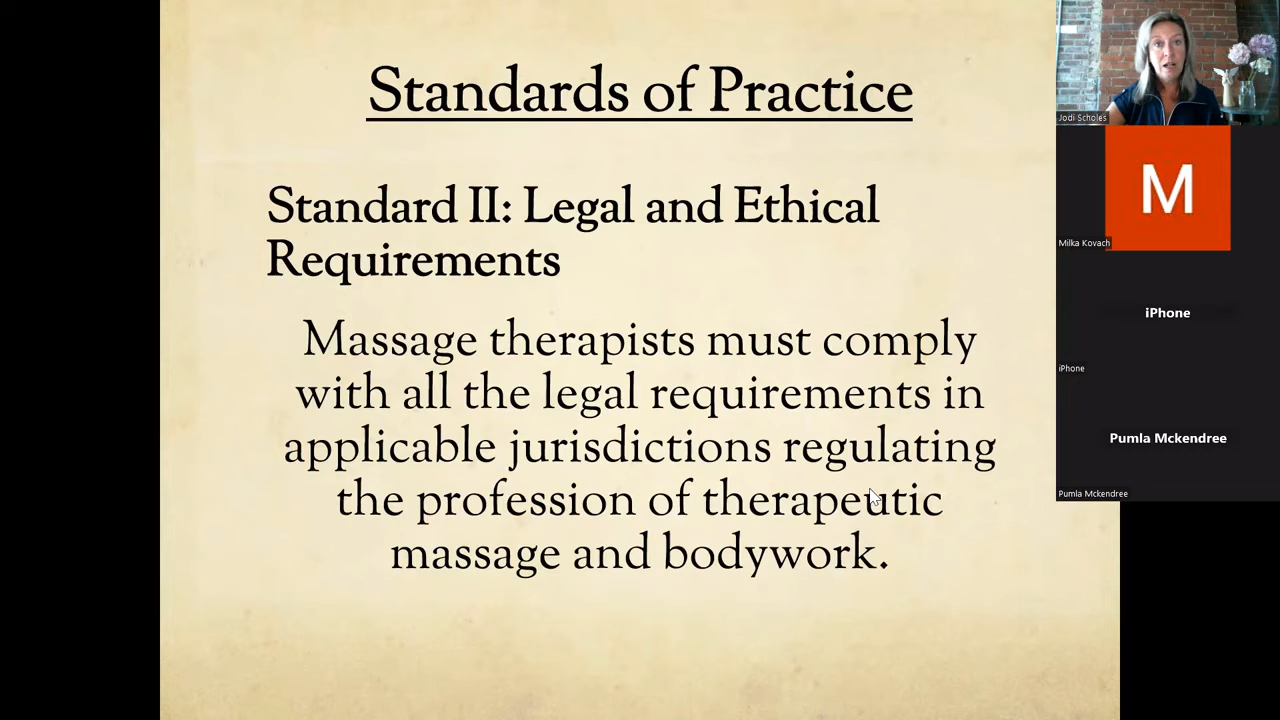 Standards of Practice
Standard II: Legal and Ethical
Requirements
Massage therapists must comply
with all the legal requirements in
applicable jurisdictions regulating
the profession of therapeutic
massage and bodywork.
Jodi Scholes
M
Milka Kovach
iPhone
iPhone
Pumla Mckendree
Pumla Mckendree